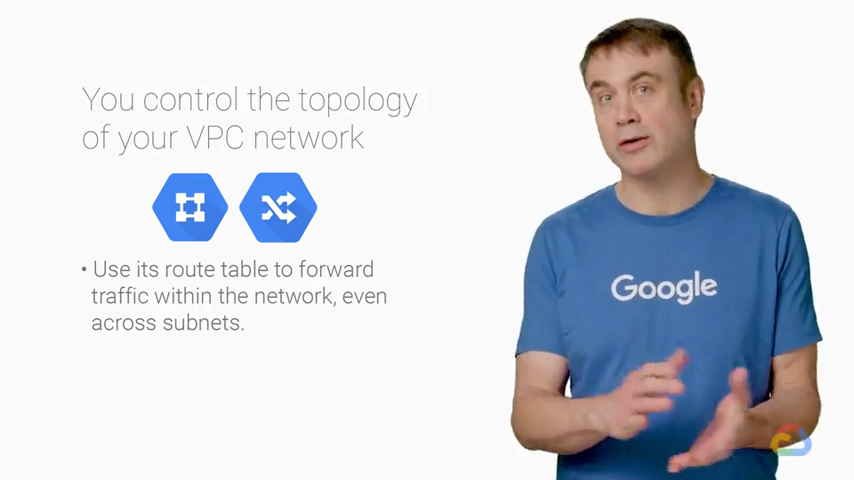 You control the topology
of your VPC network
• Use its route table to forward
traffic within the network, even
across subnets.
Google